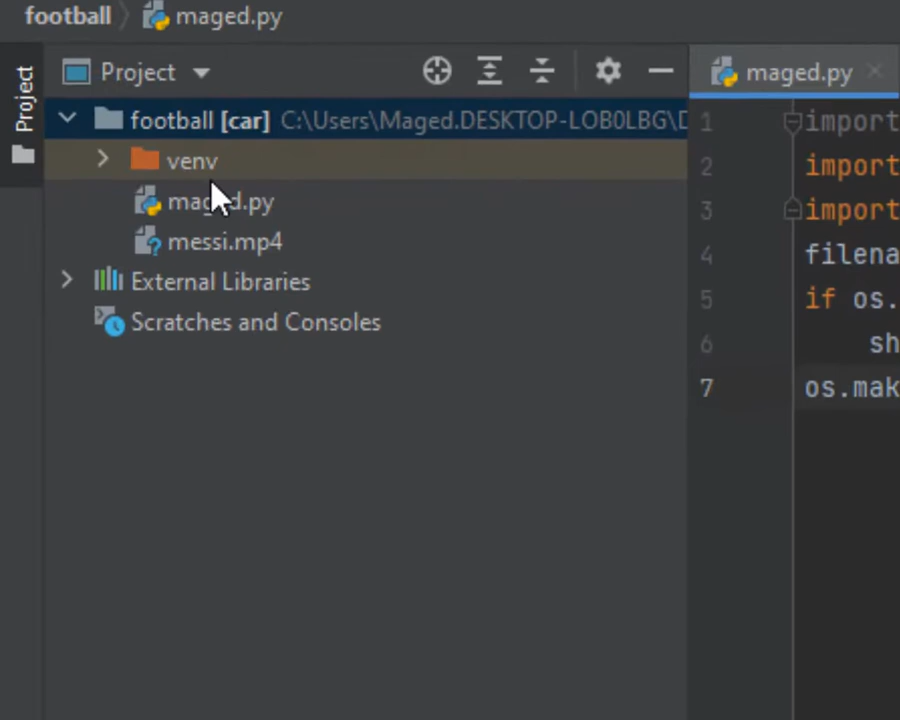 football maged.py
Project
Project
maged.py
football [car] C:\Users\Maged.DESKTOP-LOB0LBG\D
venv
maged.py
messi.mp4
External Libraries
Scratches and Consoles
1 import
2 import
3 import
4 filena
5 if os.
6 sh
7 os.mak